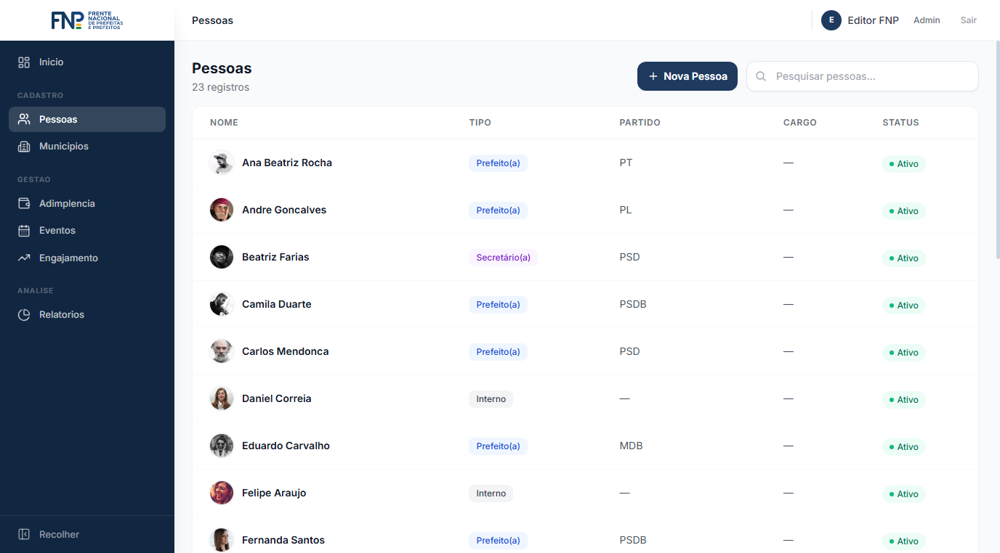 FNP FRENTE
NACIONAL
DE PREFEITAS
E PREFEITOS
Pessoas
E Editor FNP Admin Sair
Inicio
CADASTRO
Pessoas
Municipios
GESTAO
Adimplencia
Eventos
Engajamento
ANALISE
Relatorios
Recolher
Pessoas
23 registros
+ Nova Pessoa
Pesquisar pessoas...
NOME TIPO PARTIDO CARGO STATUS
Ana Beatriz Rocha Prefeito(a) PT — Ativo
Andre Goncalves Prefeito(a) PL — Ativo
Beatriz Farias Secretário(a) PSD — Ativo
Camila Duarte Prefeito(a) PSDB — Ativo
Carlos Mendonca Prefeito(a) PSD — Ativo
Daniel Correia Interno — — Ativo
Eduardo Carvalho Prefeito(a) MDB — Ativo
Felipe Araujo Interno — — Ativo
Fernanda Santos Prefeito(a) PSDB — Ativo